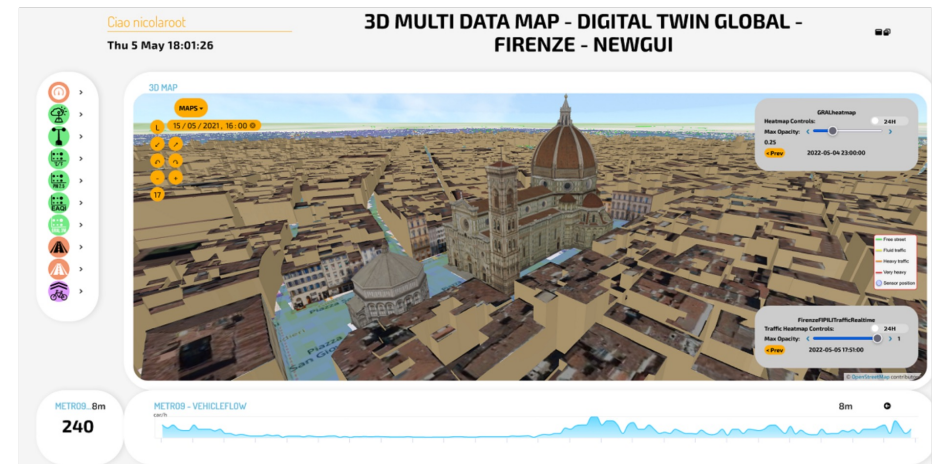 Ciao nicolaroot
Thu 5 May 18:01:26
3D MULTI DATA MAP - DIGITAL TWIN GLOBAL -
FIRENZE - NEWGUI
3D MAP
MAPS
L
15/05/2021, 16:00
- +
17
GRALheatmap
Heatmap Controls: 24H
Max Opacity: < >
0.25
< Prev 2022-05-04 23:00:00
EAQI
Free street
Fluid traffic
Heavy traffic
Very heavy
Sensor position
Piazza
San Gio
FirenzeFIPILITrafficRealtime
Traffic Heatmap Controls: 24H
Max Opacity: < > 1
< Prev 2022-05-05 17:51:00
© OpenStreetMap contributors
METRO9...8m
240
METRO9 - VEHICLEFLOW
8m
car/h